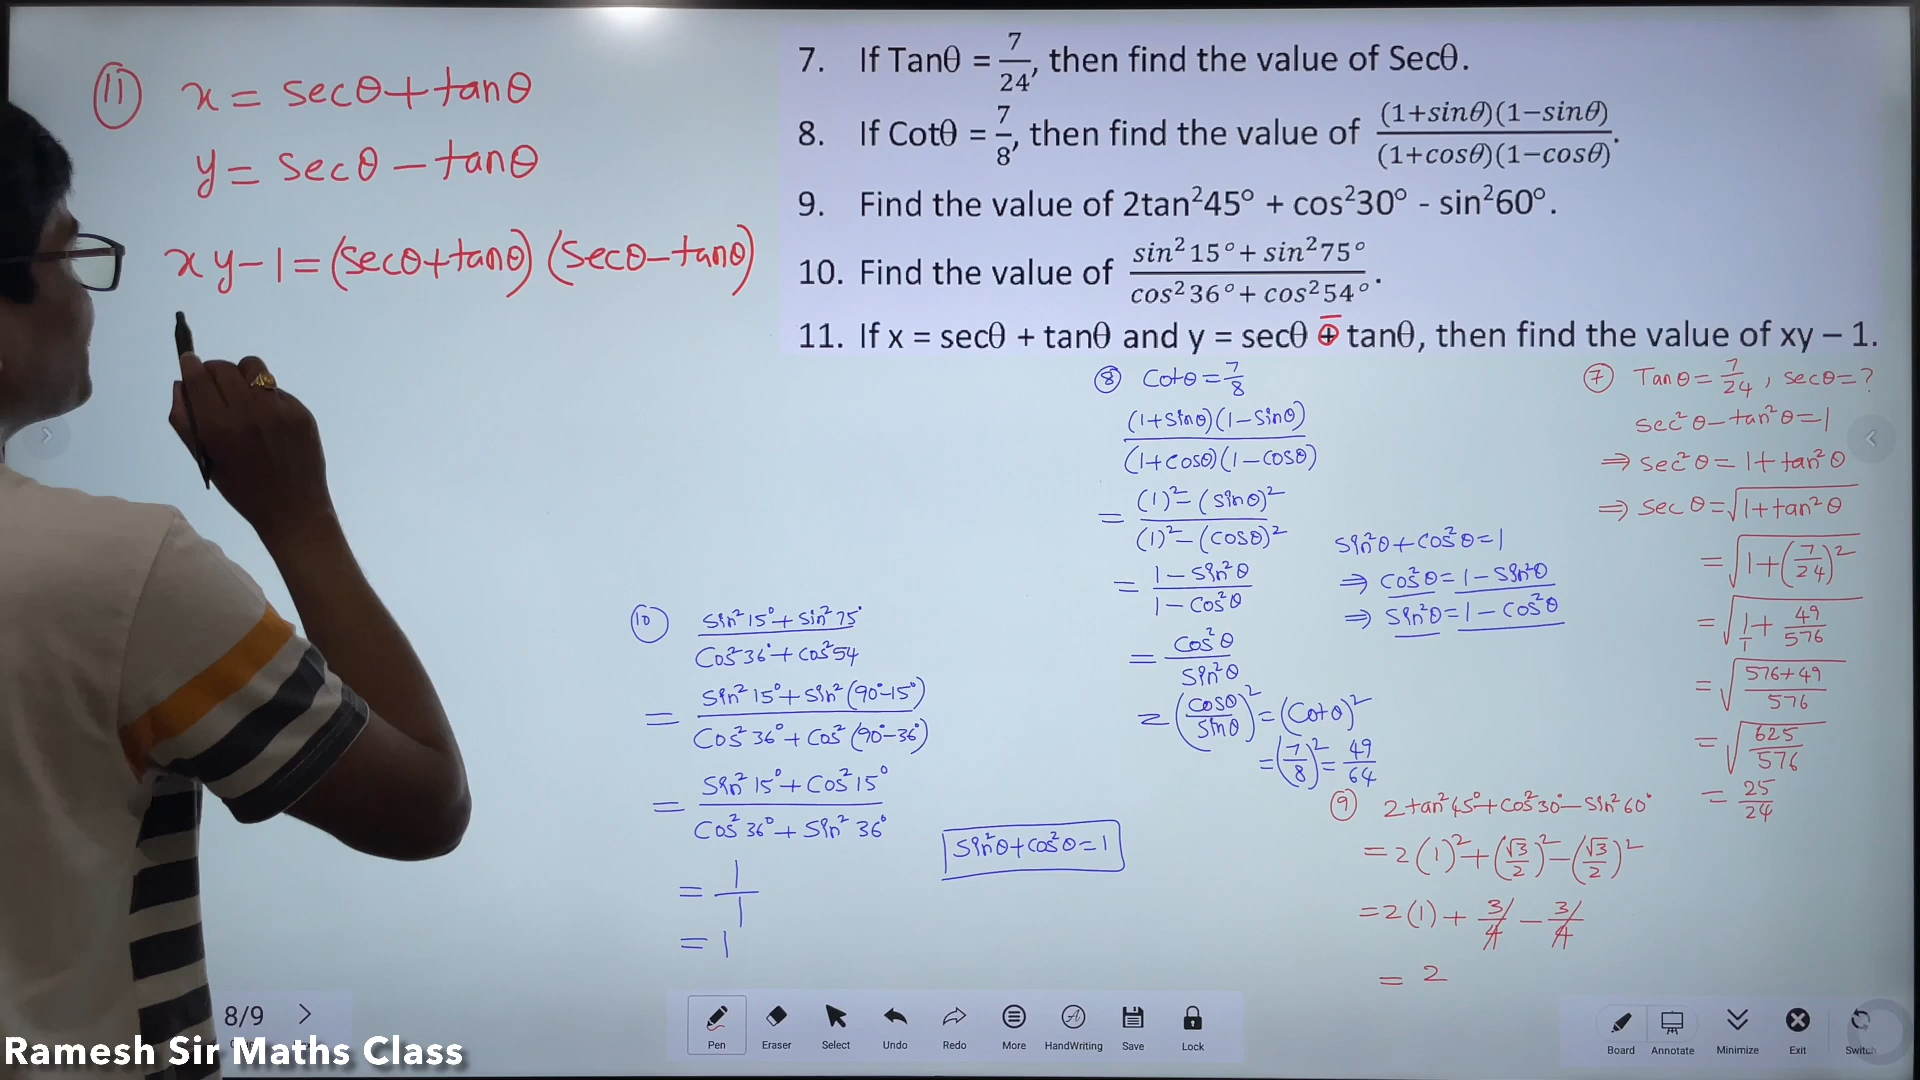 ⑪ x = secθ + tanθ
y = secθ − tanθ
xy−1 = (secθ+tanθ) (secθ−tanθ)
7. If Tanθ = 7/24, then find the value of Secθ.
8. If Cotθ = 7/8, then find the value of (1+sinθ)(1−sinθ)/(1+cosθ)(1−cosθ).
9. Find the value of 2tan²45° + cos²30° - sin²60°.
10. Find the value of sin²15°+ sin²75°/cos²36°+ cos²54°.
11. If x = secθ + tanθ and y = secθ + tanθ, then find the value of xy – 1.
−
⑧ Cotθ = 7/8
(1+sinθ)(1−sinθ)/(1+cosθ)(1−cosθ)
= (1)²−(sinθ)²/(1)²−(cosθ)²
= 1−sin²θ/1−cos²θ
= cos²θ/sin²θ
= (cosθ/sinθ)² = (cotθ)²
= (7/8)² = 49/64
sin²θ+cos²θ=1
⇒ cos²θ = 1−sin²θ
⇒ sin²θ = 1−cos²θ
⑦ Tanθ = 7/24, secθ=?
sec²θ−tan²θ=1
⇒ sec²θ = 1+tan²θ
⇒ secθ = √1+tan²θ
= √1+(7/24)²
= √1/1+49/576
= √576+49/576
= √625/576
= 25/24
⑩ sin²15°+sin²75°/Cos²36°+cos²54
= sin²15°+sin²(90°−15°)/Cos²36°+Cos²(90°−36°)
= sin²15°+Cos²15°/Cos²36°+Sin²36°
= 1/1
= 1
sin²θ+cos²θ=1
⑨ 2tan²45°+cos²30°−sin²60°
= 2(1)²+(√3/2)²−(√3/2)²
= 2(1)+3/4−3/4
= 2
8/9 >
Pen Eraser Select Undo Redo More HandWriting Save Lock
Board Annotate Minimize Exit Switch
Ramesh Sir Maths Class